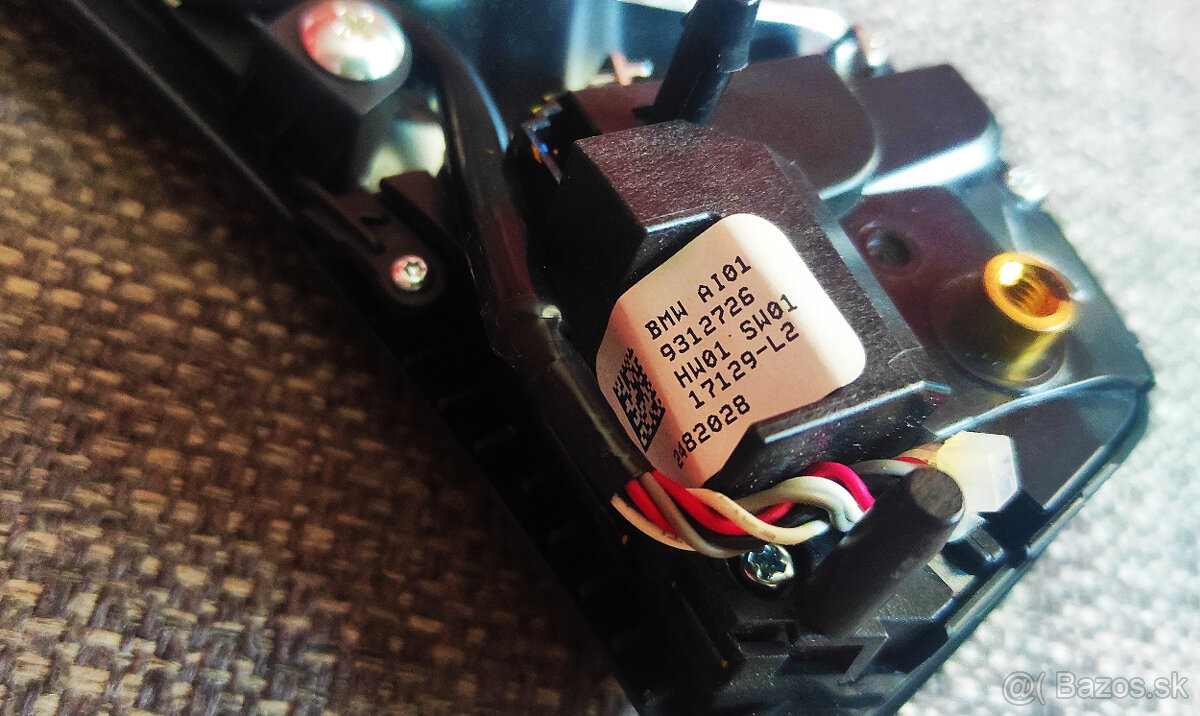 BMW AI01
9312726
HW01 SW01
17129-L2
2482028
@( Bazos.sk